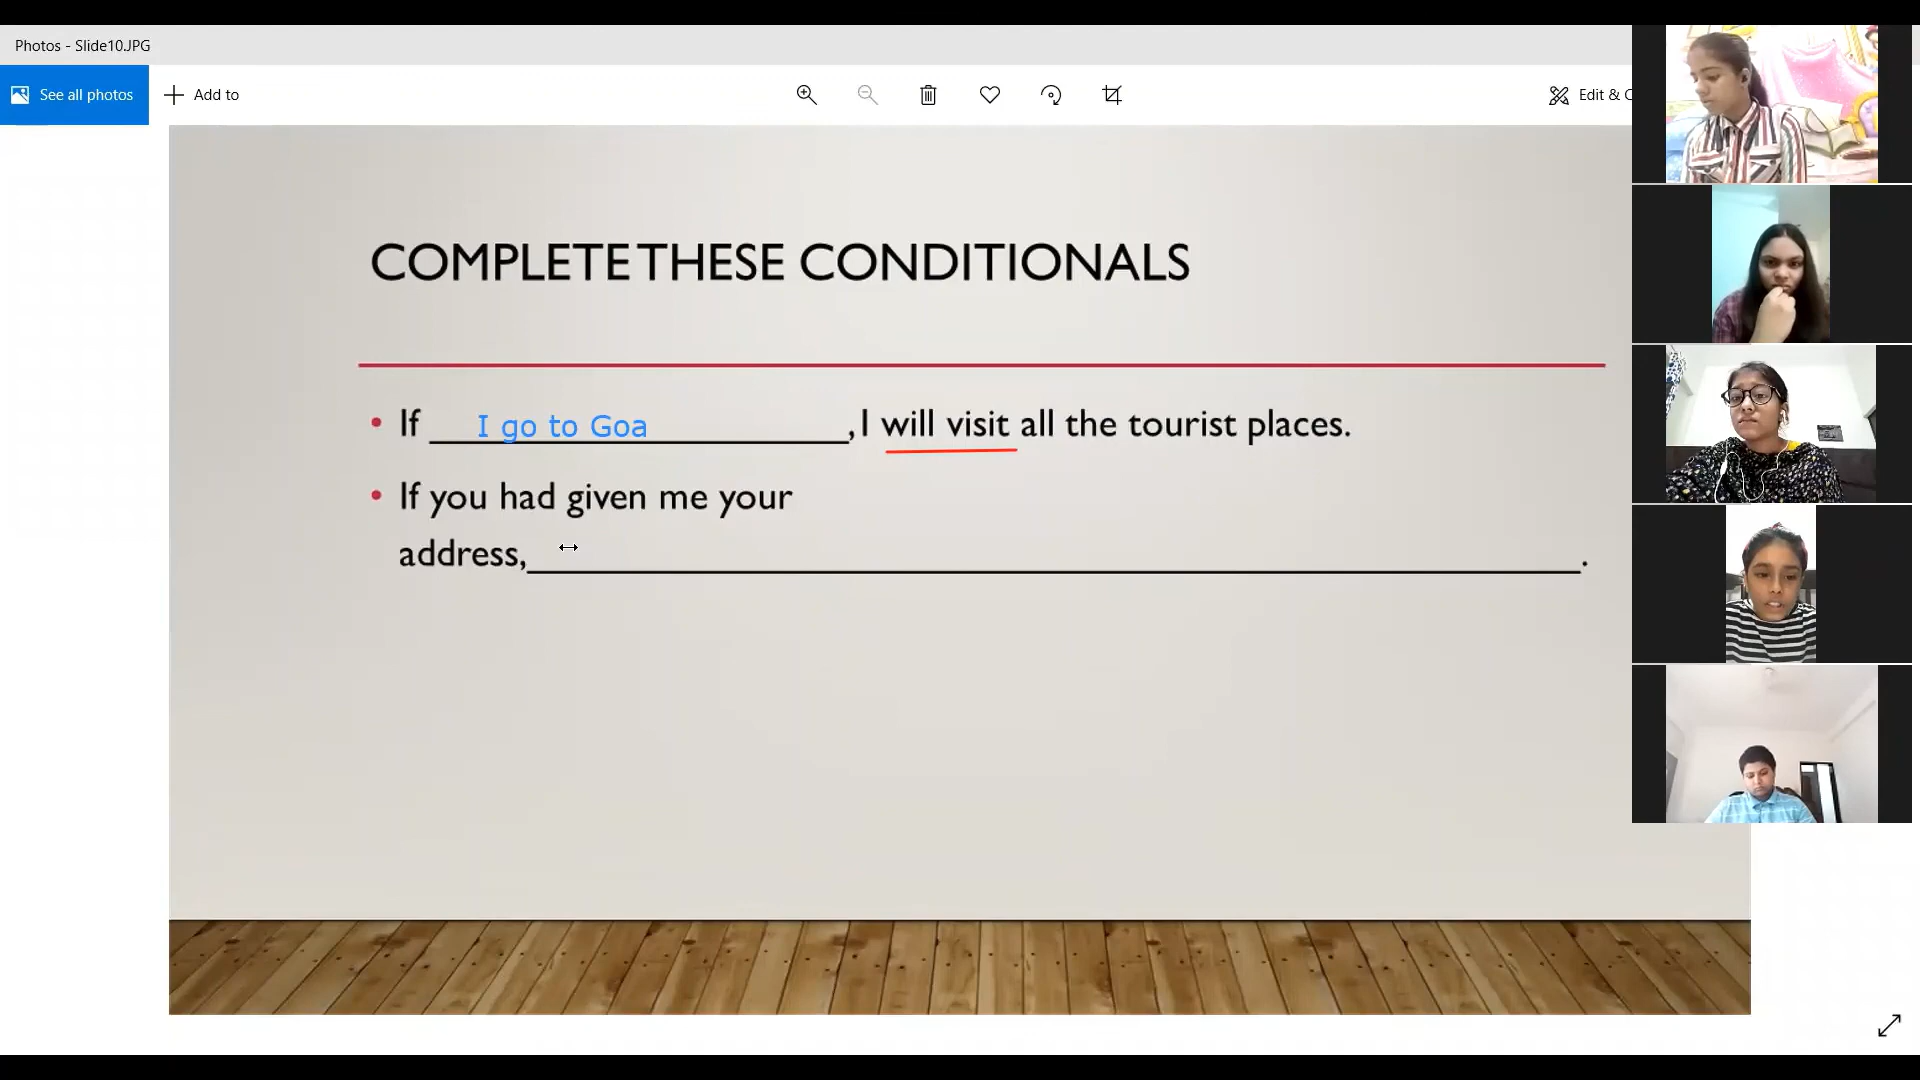 Photos - Slide10.JPG
See all photos
Add to
Edit & C
COMPLETE THESE CONDITIONALS
• If I go to Goa, I will visit all the tourist places.
• If you had given me your
address,______________________________.